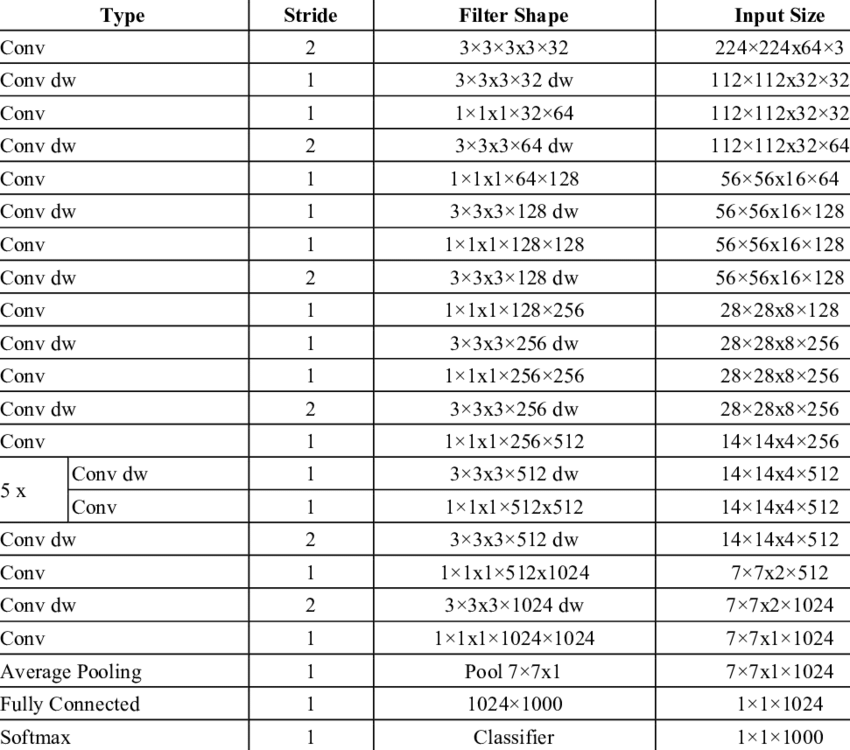 Type Stride Filter Shape Input Size
Conv 2 3×3×3x3×32 224×224x64×3
Conv dw 1 3×3x3×32 dw 112×112x32×32
Conv 1 1×1x1×32×64 112×112x32×32
Conv dw 2 3×3x3×64 dw 112×112x32×64
Conv 1 1×1x1×64×128 56×56x16×64
Conv dw 1 3×3x3×128 dw 56×56x16×128
Conv 1 1×1x1×128×128 56×56x16×128
Conv dw 2 3×3x3×128 dw 56×56x16×128
Conv 1 1×1x1×128×256 28×28x8×128
Conv dw 1 3×3x3×256 dw 28×28x8×256
Conv 1 1×1x1×256×256 28×28x8×256
Conv dw 2 3×3x3×256 dw 28×28x8×256
Conv 1 1×1x1×256×512 14×14x4×256
5 x Conv dw 1 3×3x3×512 dw 14×14x4×512
Conv 1 1×1x1×512x512 14×14x4×512
Conv dw 2 3×3x3×512 dw 14×14x4×512
Conv 1 1×1x1×512x1024 7×7x2×512
Conv dw 2 3×3x3×1024 dw 7×7x2×1024
Conv 1 1×1x1×1024×1024 7×7x1×1024
Average Pooling 1 Pool 7×7x1 7×7x1×1024
Fully Connected 1 1024×1000 1×1×1024
Softmax 1 Classifier 1×1×1000